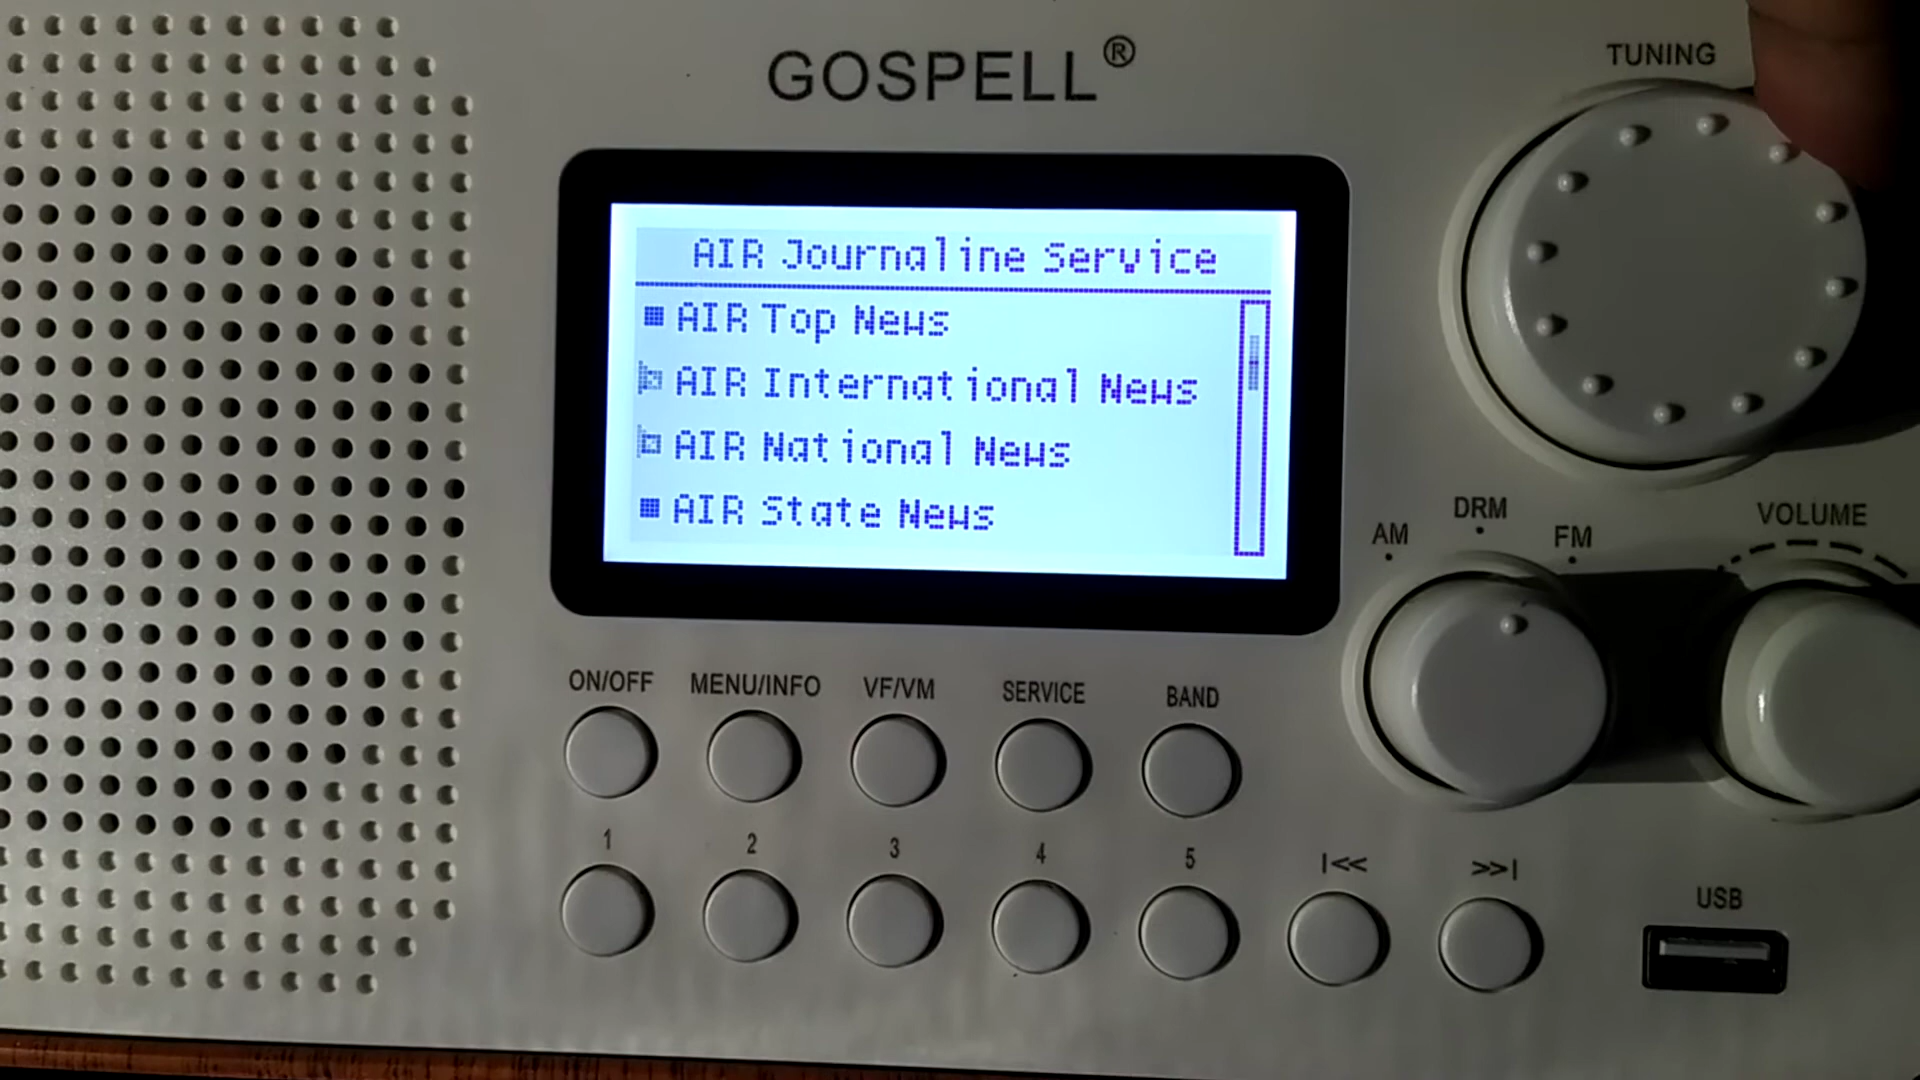 GOSPELL®
TUNING
AIR Journaline Service
AIR Top News
AIR International News
AIR National News
AIR State News
AM
DRM
FM
VOLUME
ON/OFF
MENU/INFO
VF/VM
SERVICE
BAND
1
2
3
4
5
|<<
>>|
USB